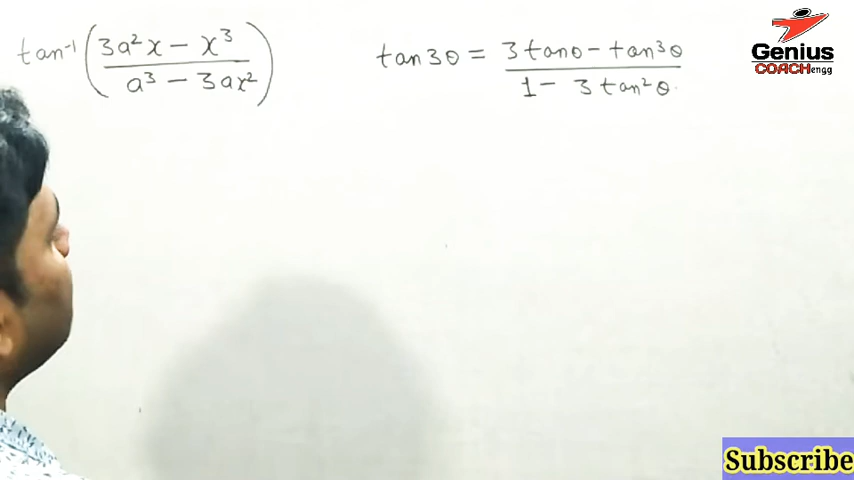 tan⁻¹ (3a²x − x³ / a³ − 3ax²)
tan3θ = 3tanθ − tan³θ / 1 − 3tan²θ
Genius
COACHengg
Subscribe